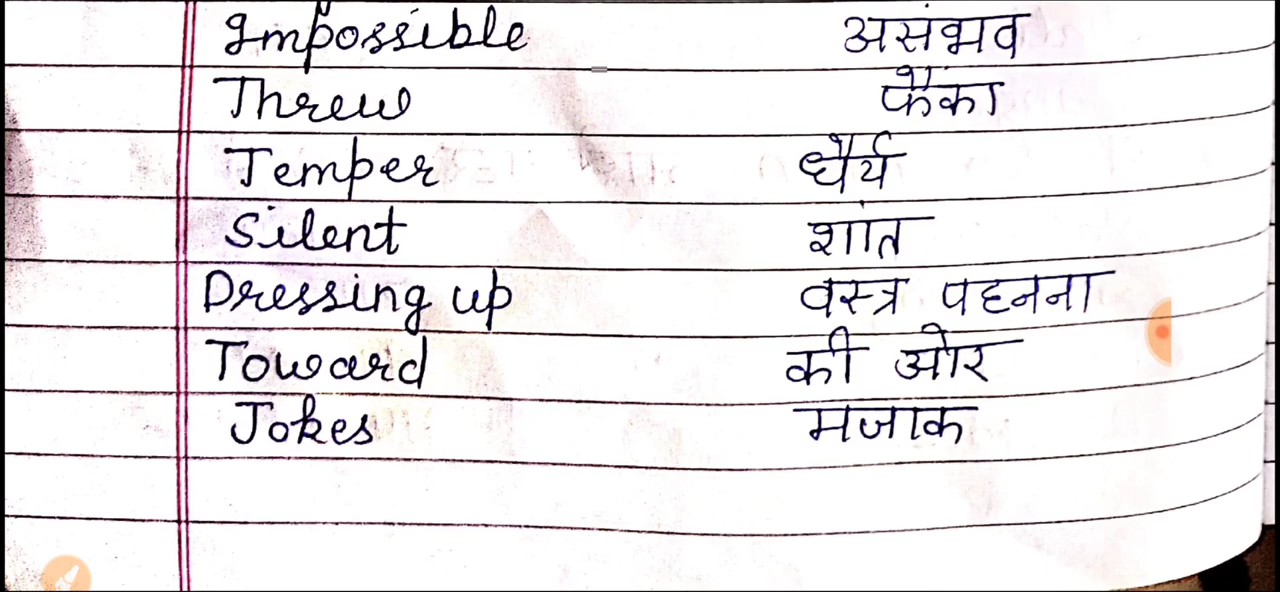 Impossible असंभव
Threw फैंका
Temper धैर्य
Silent शांत
Dressing up वस्त्र पहनना
Toward की ओर
Jokes मजाक